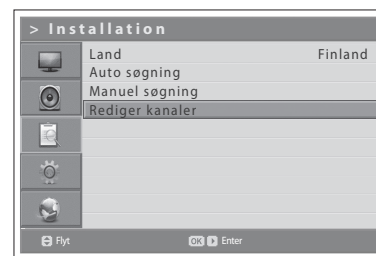 > Installation
Land Finland
Auto søgning
Manuel søgning
Rediger kanaler
Flyt OK Enter